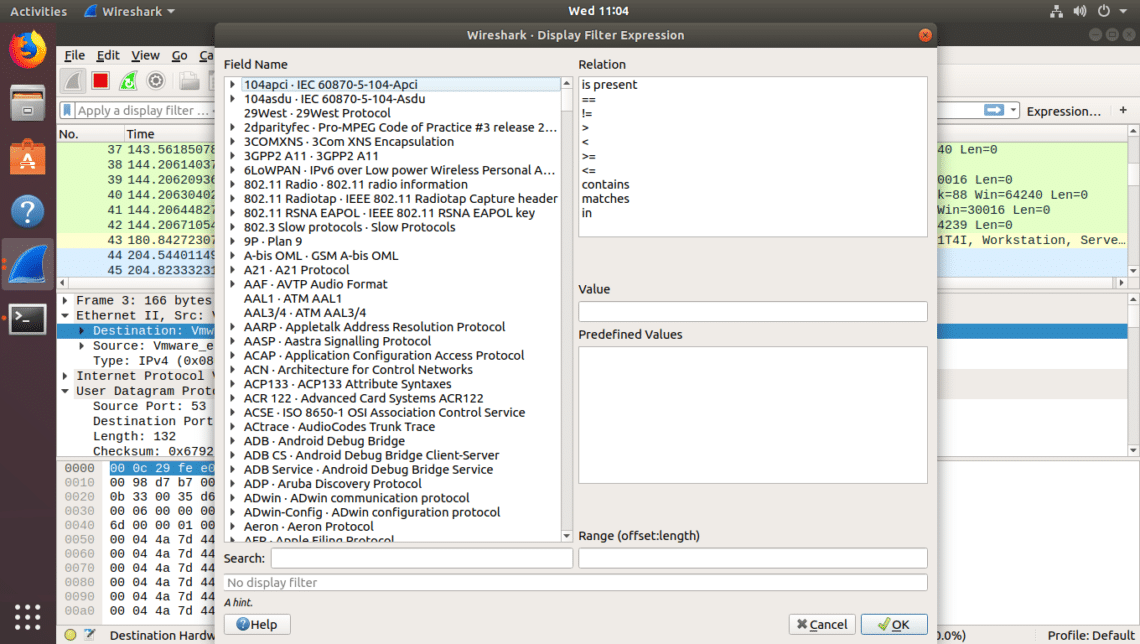 Activities
Wireshark
Wed 11:04
Wireshark · Display Filter Expression
File Edit View Go Ca
Apply a display filter ...
Expression…
+
No. Time
37 143.56185078
38 144.20614037
39 144.20620936
40 144.20630402
41 144.20644827
42 144.20671054
43 180.84272307
44 204.54401149
45 204.82333231
40 Len=0
0016 Len=0
k=88 Win=64240 Len=0
Win=30016 Len=0
4239 Len=0
1T4I, Workstation, Serve…
Frame 3: 166 bytes
Ethernet II, Src:
Destination: Vmw
Source: Vmware_e
Type: IPv4 (0x08
Internet Protocol
User Datagram Proto
Source Port: 53
Destination Port
Length: 132
Checksum: 0x6792
0000 00 0c 29 fe e0
0010 00 98 d7 b7 00
0020 0b 33 00 35 d6
0030 00 06 00 00 00
0040 6d 00 00 01 00
0050 00 04 4a 7d 44
0060 00 04 4a 7d 44
0070 00 04 4a 7d 44
0080 00 04 4a 7d 44
0090 00 04 4a 7d 44
00a0 00 04 4a 7d 44
Destination Hardw
0.0%)
Profile: Default
Field Name
104apci · IEC 60870-5-104-Apci
104asdu · IEC 60870-5-104-Asdu
29West · 29West Protocol
2dparityfec · Pro-MPEG Code of Practice #3 release 2…
3COMXNS · 3Com XNS Encapsulation
3GPP2 A11 · 3GPP2 A11
6LoWPAN · IPv6 over Low power Wireless Personal A…
802.11 Radio · 802.11 radio information
802.11 Radiotap · IEEE 802.11 Radiotap Capture header
802.11 RSNA EAPOL · IEEE 802.11 RSNA EAPOL key
802.3 Slow protocols · Slow Protocols
9P · Plan 9
A-bis OML · GSM A-bis OML
A21 · A21 Protocol
AAF · AVTP Audio Format
AAL1 · ATM AAL1
AAL3/4 · ATM AAL3/4
AARP · Appletalk Address Resolution Protocol
AASP · Aastra Signalling Protocol
ACAP · Application Configuration Access Protocol
ACN · Architecture for Control Networks
ACP133 · ACP133 Attribute Syntaxes
ACR 122 · Advanced Card Systems ACR122
ACSE · ISO 8650-1 OSI Association Control Service
ACtrace · AudioCodes Trunk Trace
ADB · Android Debug Bridge
ADB CS · Android Debug Bridge Client-Server
ADB Service · Android Debug Bridge Service
ADP · Aruba Discovery Protocol
ADwin · ADwin communication protocol
ADwin-Config · ADwin configuration protocol
Aeron · Aeron Protocol
AFP · Apple Filing Protocol
Search:
No display filter
A hint.
Help
Relation
is present
==
!=
>
<
>=
<=
contains
matches
in
Value
Predefined Values
Range (offset:length)
Cancel
OK